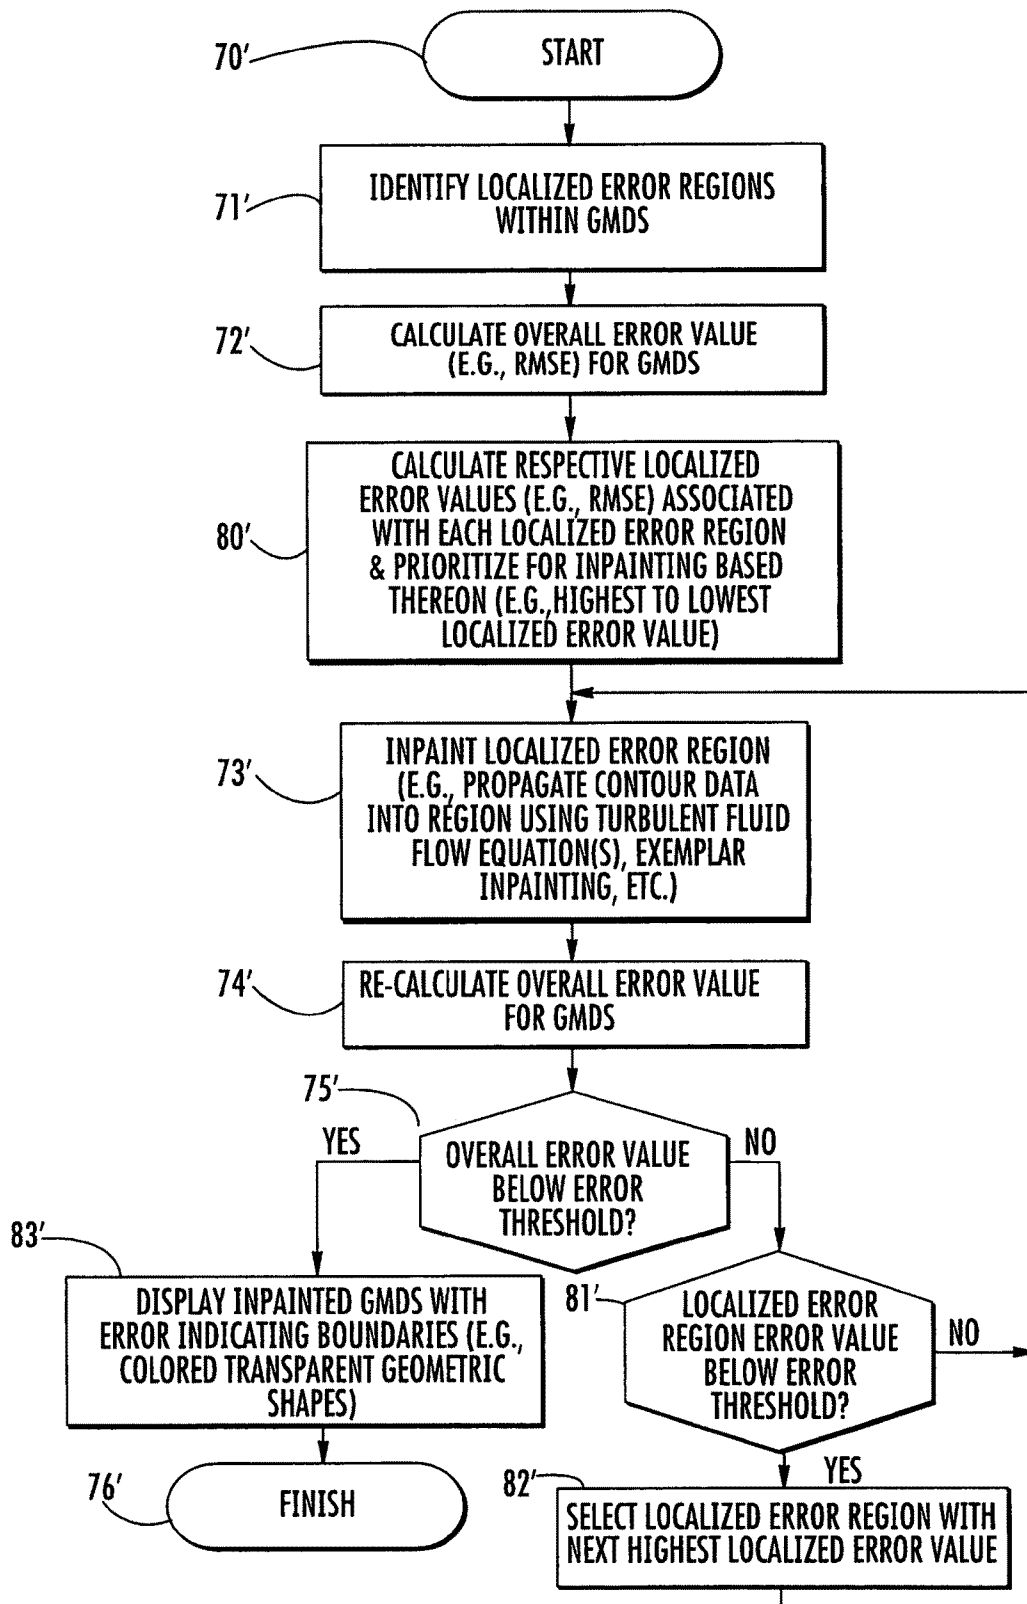 70'
START
71'
IDENTIFY LOCALIZED ERROR REGIONS
WITHIN GMDS
72'
CALCULATE OVERALL ERROR VALUE
(E.G., RMSE) FOR GMDS
80'
CALCULATE RESPECTIVE LOCALIZED
ERROR VALUES (E.G., RMSE) ASSOCIATED
WITH EACH LOCALIZED ERROR REGION
& PRIORITIZE FOR INPAINTING BASED
THEREON (E.G.,HIGHEST TO LOWEST
LOCALIZED ERROR VALUE)
73'
INPAINT LOCALIZED ERROR REGION
(E.G., PROPAGATE CONTOUR DATA
INTO REGION USING TURBULENT FLUID
FLOW EQUATION(S), EXEMPLAR
INPAINTING, ETC.)
74'
RE-CALCULATE OVERALL ERROR VALUE
FOR GMDS
75'
YES
NO
OVERALL ERROR VALUE
BELOW ERROR
THRESHOLD?
83'
DISPLAY INPAINTED GMDS WITH
ERROR INDICATING BOUNDARIES (E.G.,
COLORED TRANSPARENT GEOMETRIC
SHAPES)
81'
LOCALIZED ERROR
REGION ERROR VALUE
BELOW ERROR
THRESHOLD?
NO
YES
76'
FINISH
82'
SELECT LOCALIZED ERROR REGION WITH
NEXT HIGHEST LOCALIZED ERROR VALUE